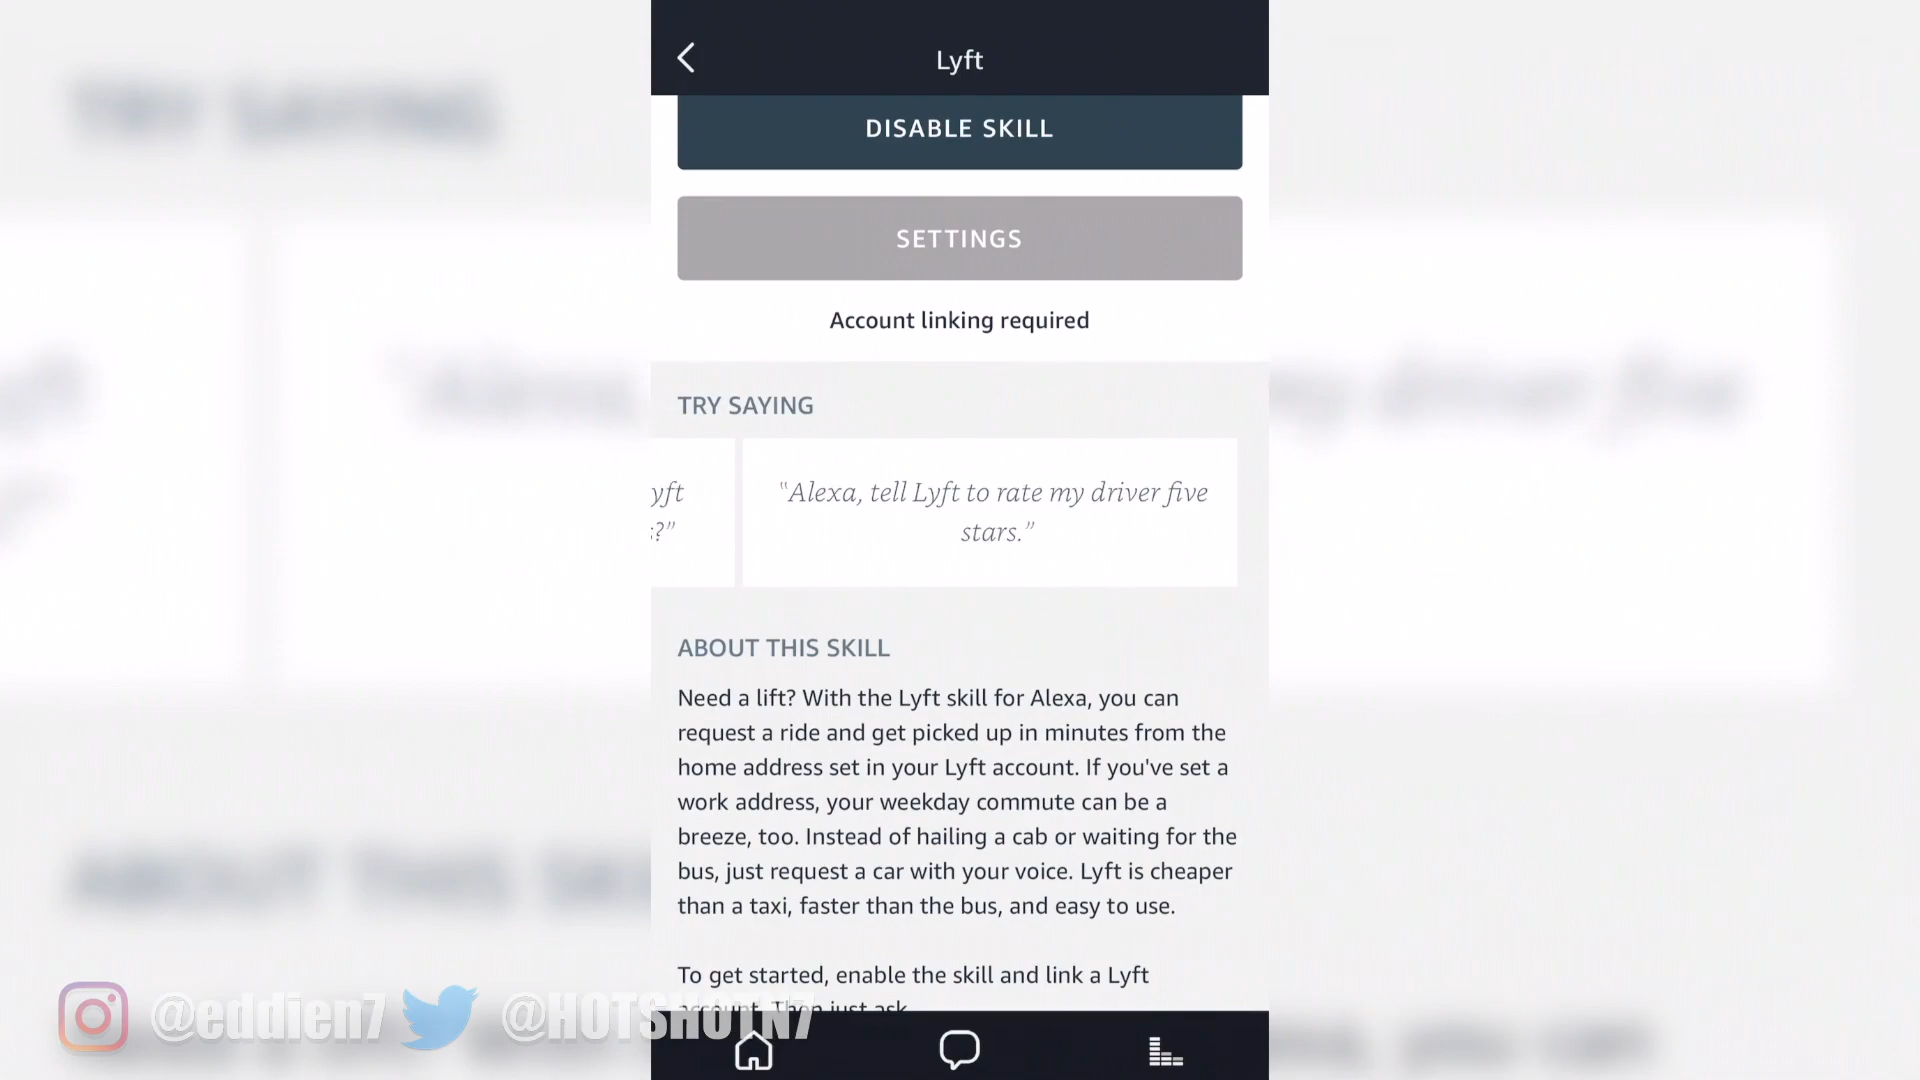 Lyft
DISABLE SKILL
SETTINGS
Account linking required
TRY SAYING
yft
s?”
“Alexa, tell Lyft to rate my driver five
stars.”
ABOUT THIS SKILL
Need a lift? With the Lyft skill for Alexa, you can
request a ride and get picked up in minutes from the
home address set in your Lyft account. If you've set a
work address, your weekday commute can be a
breeze, too. Instead of hailing a cab or waiting for the
bus, just request a car with your voice. Lyft is cheaper
than a taxi, faster than the bus, and easy to use.
To get started, enable the skill and link a Lyft
account. Then just ask
@eddien7 @HOTSHOTN7